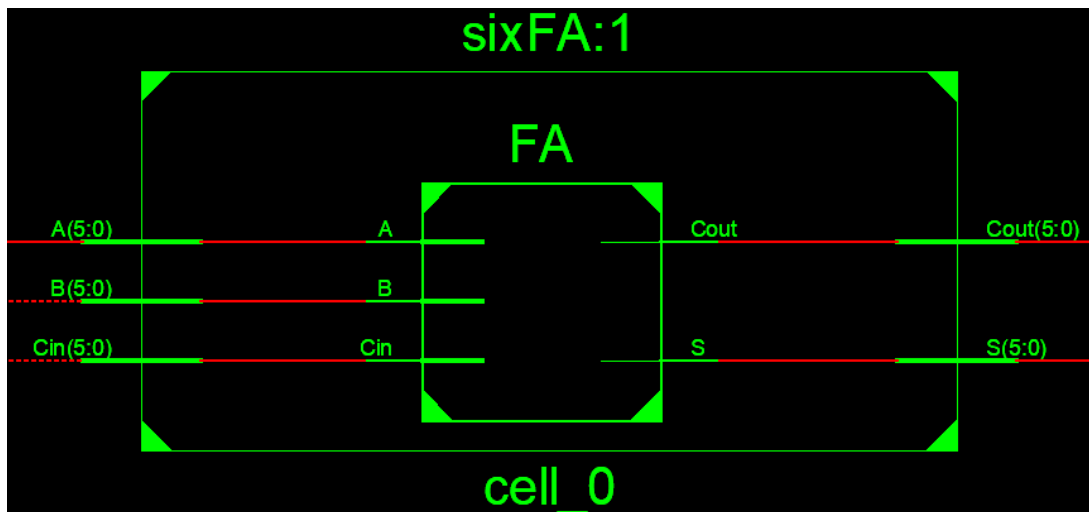 sixFA:1
FA
A(5:0) A Cout Cout(5:0)
B(5:0) B
Cin(5:0) Cin S S(5:0)
cell_0